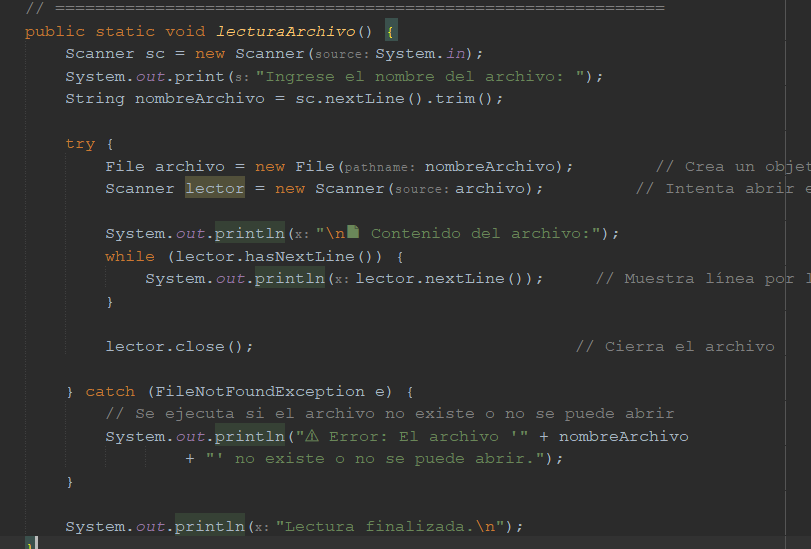 // =============================================================
public static void lecturaArchivo() {
Scanner sc = new Scanner(source: System.in);
System.out.print(s: "Ingrese el nombre del archivo: ");
String nombreArchivo = sc.nextLine().trim();
try {
File archivo = new File(pathname: nombreArchivo); // Crea un
Scanner lector = new Scanner(source: archivo); // Intenta abrir
System.out.println(x: "\n📄 Contenido del archivo:");
while (lector.hasNextLine()) {
System.out.println(x: lector.nextLine()); // Muestra línea por
}
lector.close(); // Cierra el archivo
} catch (FileNotFoundException e) {
// Se ejecuta si el archivo no existe o no se puede abrir
System.out.println("⚠ Error: El archivo '" + nombreArchivo
+ "' no existe o no se puede abrir.");
}
System.out.println(x: "Lectura finalizada.\n");
}